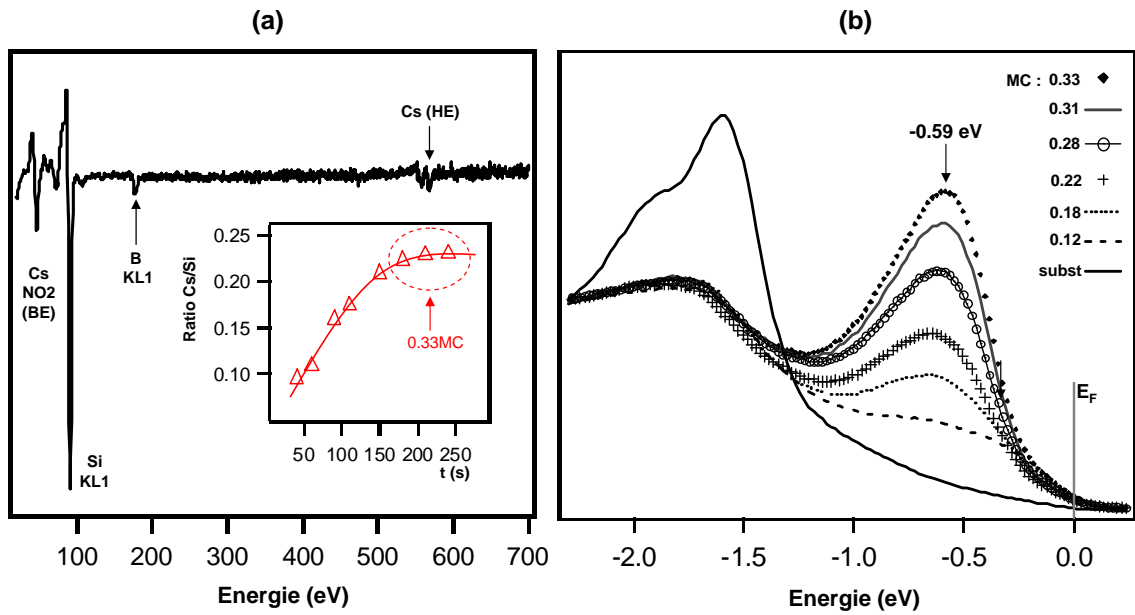 (a)
Cs (HE)
B
KL1
Cs
NO2
(BE)
Si
KL1
Ratio Cs/Si
0.25
0.20
0.15
0.10
0.33MC
50 100 150 200 250
t (s)
100 200 300 400 500 600 700
Energie (eV)
(b)
MC : 0.33
0.31
0.28
0.22
0.18
0.12
subst
-0.59 eV
EF
-2.0 -1.5 -1.0 -0.5 0.0
Energie (eV)